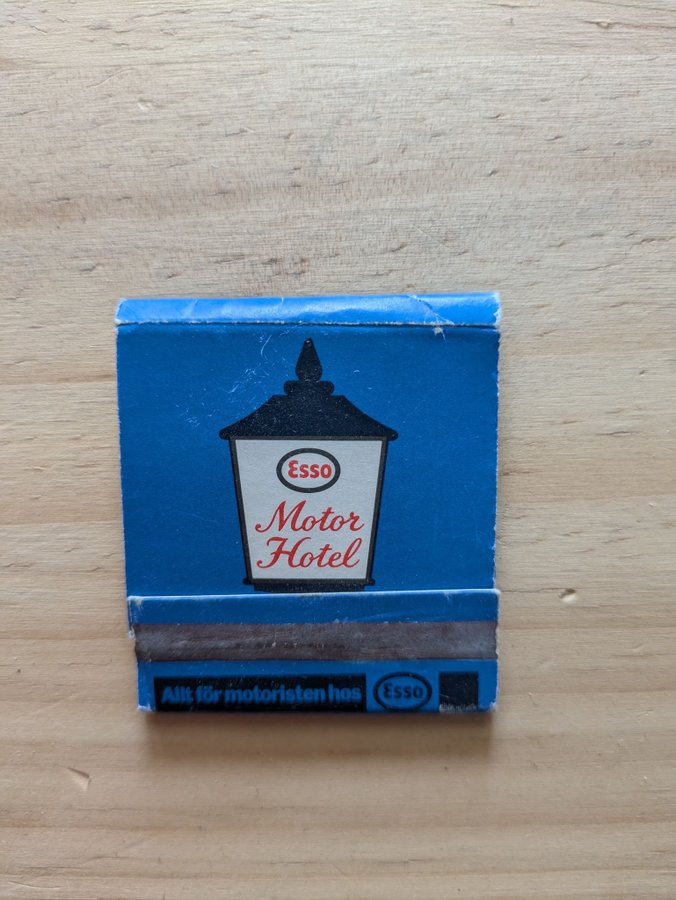 Esso
Motor
Hotel
Allt för motoristen hos Esso